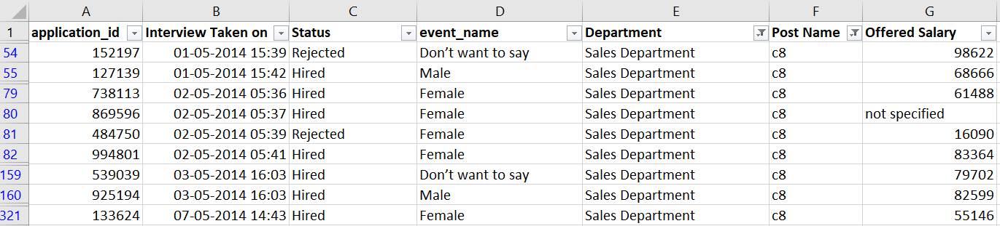 A B C D E F G
1 application_id Interview Taken on Status event_name Department Post Name Offered Salary
54 152197 01-05-2014 15:39 Rejected Don’t want to say Sales Department c8 98622
55 127139 01-05-2014 15:42 Hired Male Sales Department c8 68666
79 738113 02-05-2014 05:36 Hired Female Sales Department c8 61488
80 869596 02-05-2014 05:37 Hired Female Sales Department c8 not specified
81 484750 02-05-2014 05:39 Rejected Female Sales Department c8 16090
82 994801 02-05-2014 05:41 Hired Female Sales Department c8 83364
159 539039 03-05-2014 16:03 Hired Don’t want to say Sales Department c8 79702
160 925194 03-05-2014 16:03 Hired Male Sales Department c8 82599
321 133624 07-05-2014 14:43 Hired Female Sales Department c8 55146